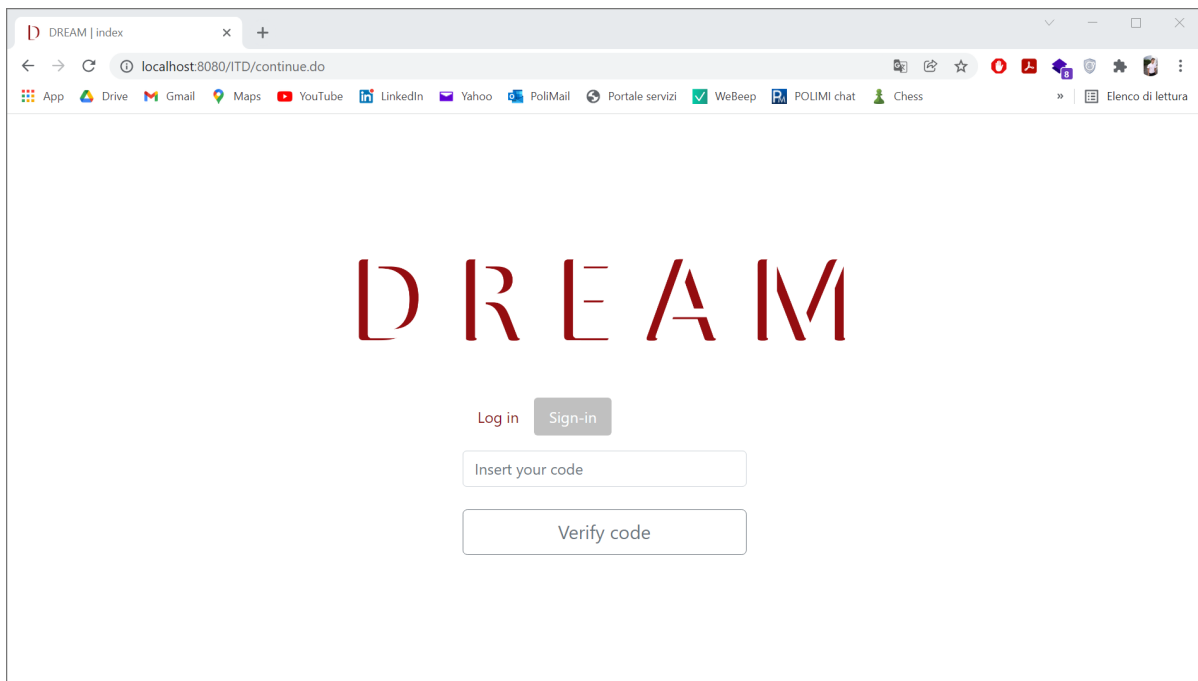 DREAM | index
localhost:8080/ITD/continue.do
8
App Drive Gmail Maps YouTube LinkedIn Yahoo PoliMail Portale servizi WeBeep POLIMI chat Chess » Elenco di lettura
DREAM
Log in Sign-in
Insert your code
Verify code